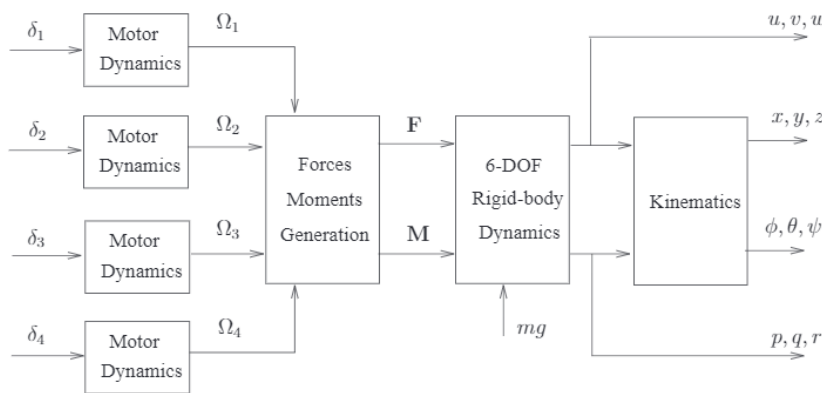 δ₁
Motor
Dynamics
Ω₁
δ₂
Motor
Dynamics
Ω₂
δ₃
Motor
Dynamics
Ω₃
δ₄
Motor
Dynamics
Ω₄
Forces
Moments
Generation
F
M
6-DOF
Rigid-body
Dynamics
mg
Kinematics
u, v, u
x, y, z
ϕ, θ, ψ
p, q, r